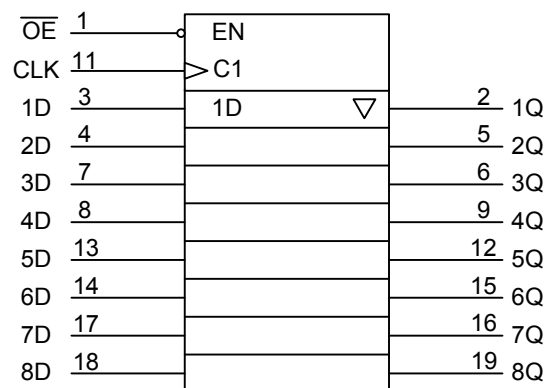 OE 1 EN
CLK 11 C1
1D 3 1D 2 1Q
2D 4 5 2Q
3D 7 6 3Q
4D 8 9 4Q
5D 13 12 5Q
6D 14 15 6Q
7D 17 16 7Q
8D 18 19 8Q